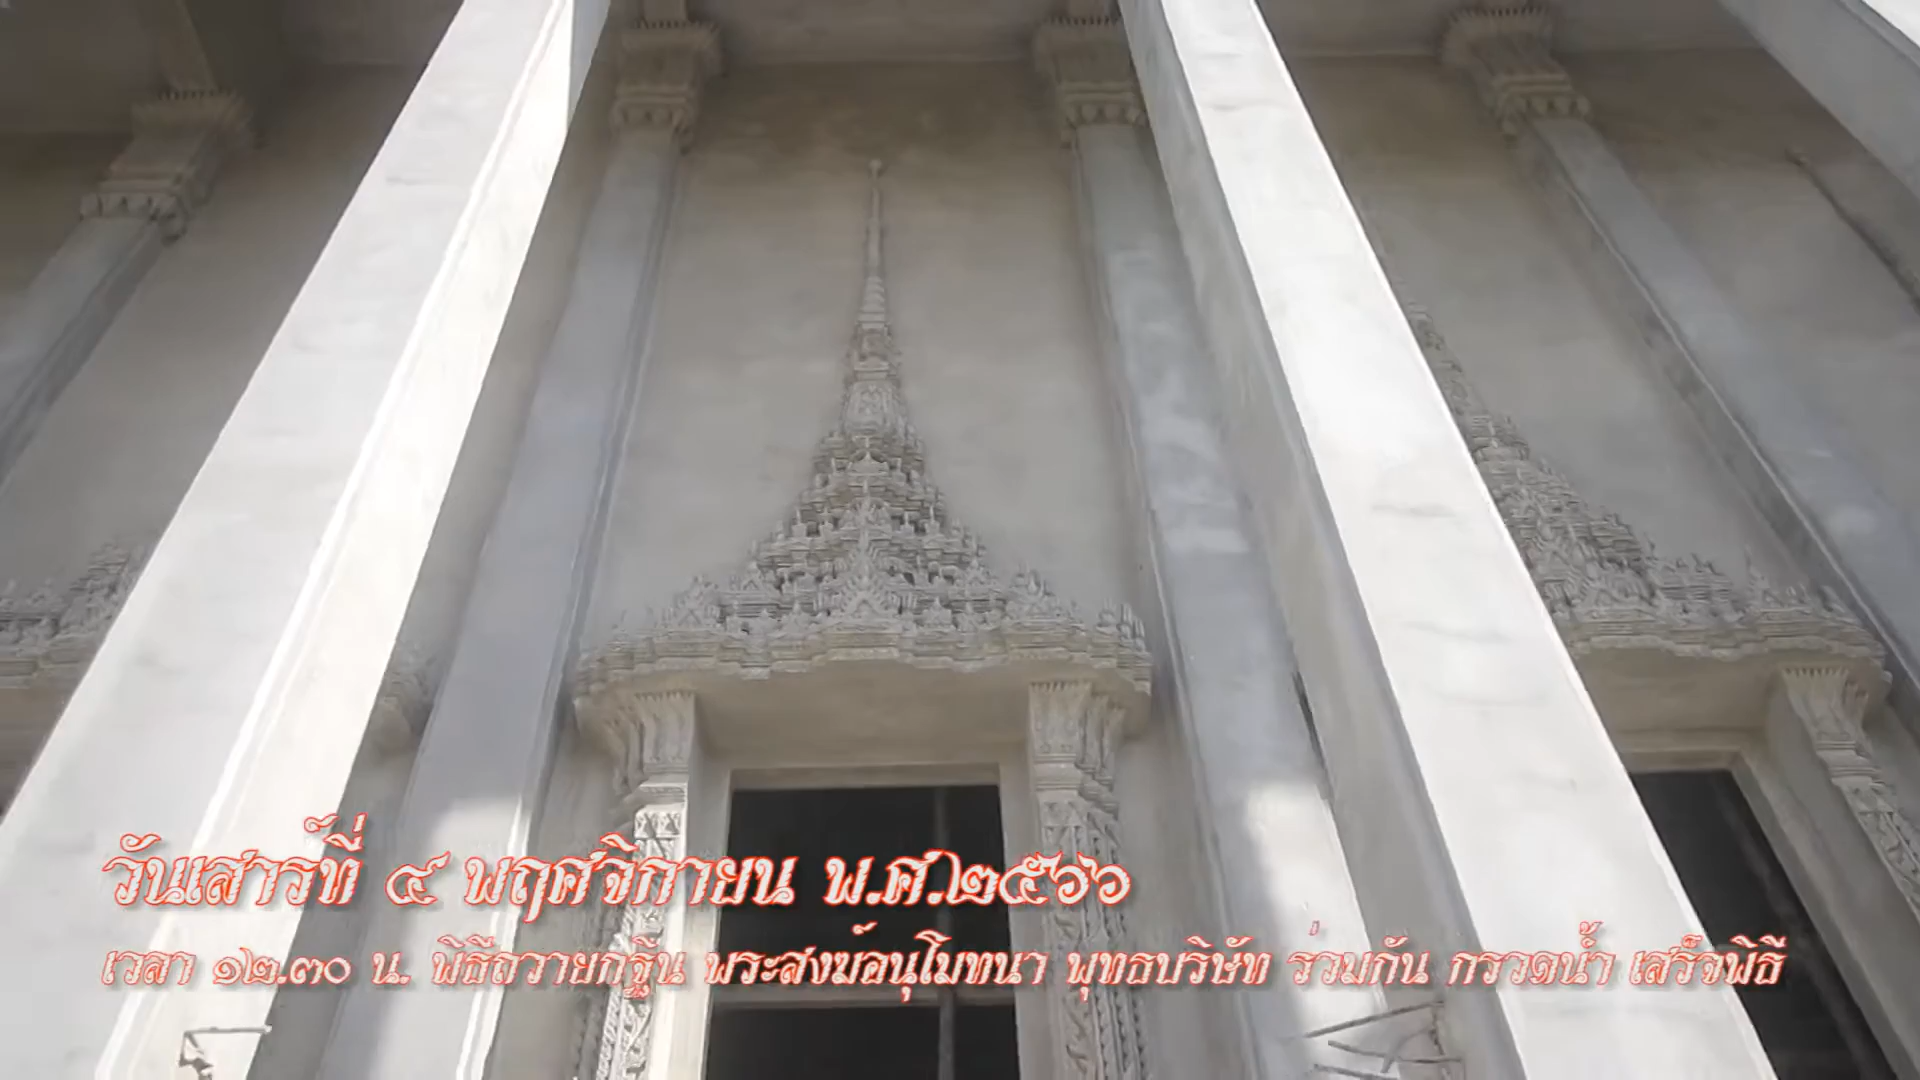 วันเสาร์ที่ ๔ พฤศจิกายน พ.ศ.๒๕๖๖
เวลา ๑๒.๓๐ น. พิธีถวายกฐิน พระสงฆ์อนุโมทนา พุทธบริษัท ร่วมกัน กรวดน้ำ เสร็จพิธี